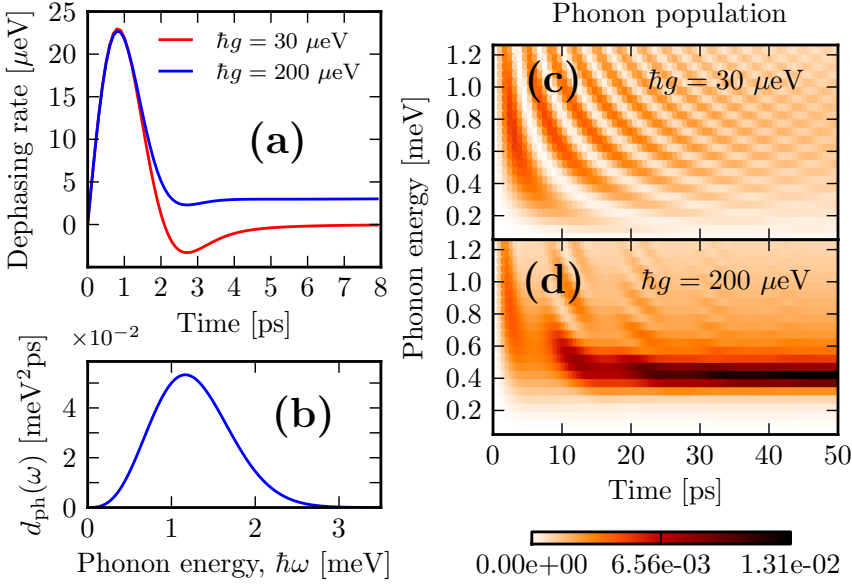 Dephasing rate [μeV]
25
20
15
10
5
0
ħg = 30 μeV
ħg = 200 μeV
(a)
0 1 2 3 4 5 6 7 8
Time [ps]
×10⁻²
d_ph(ω) [meV²ps]
4
2
0
(b)
0 1 2 3
Phonon energy, ħω [meV]
Phonon population
Phonon energy [meV]
1.2
1.0
0.8
0.6
0.4
0.2
(c)
ħg = 30 μeV
1.2
1.0
0.8
0.6
0.4
0.2
(d)
ħg = 200 μeV
0 10 20 30 40 50
Time [ps]
0.00e+00 6.56e-03 1.31e-02